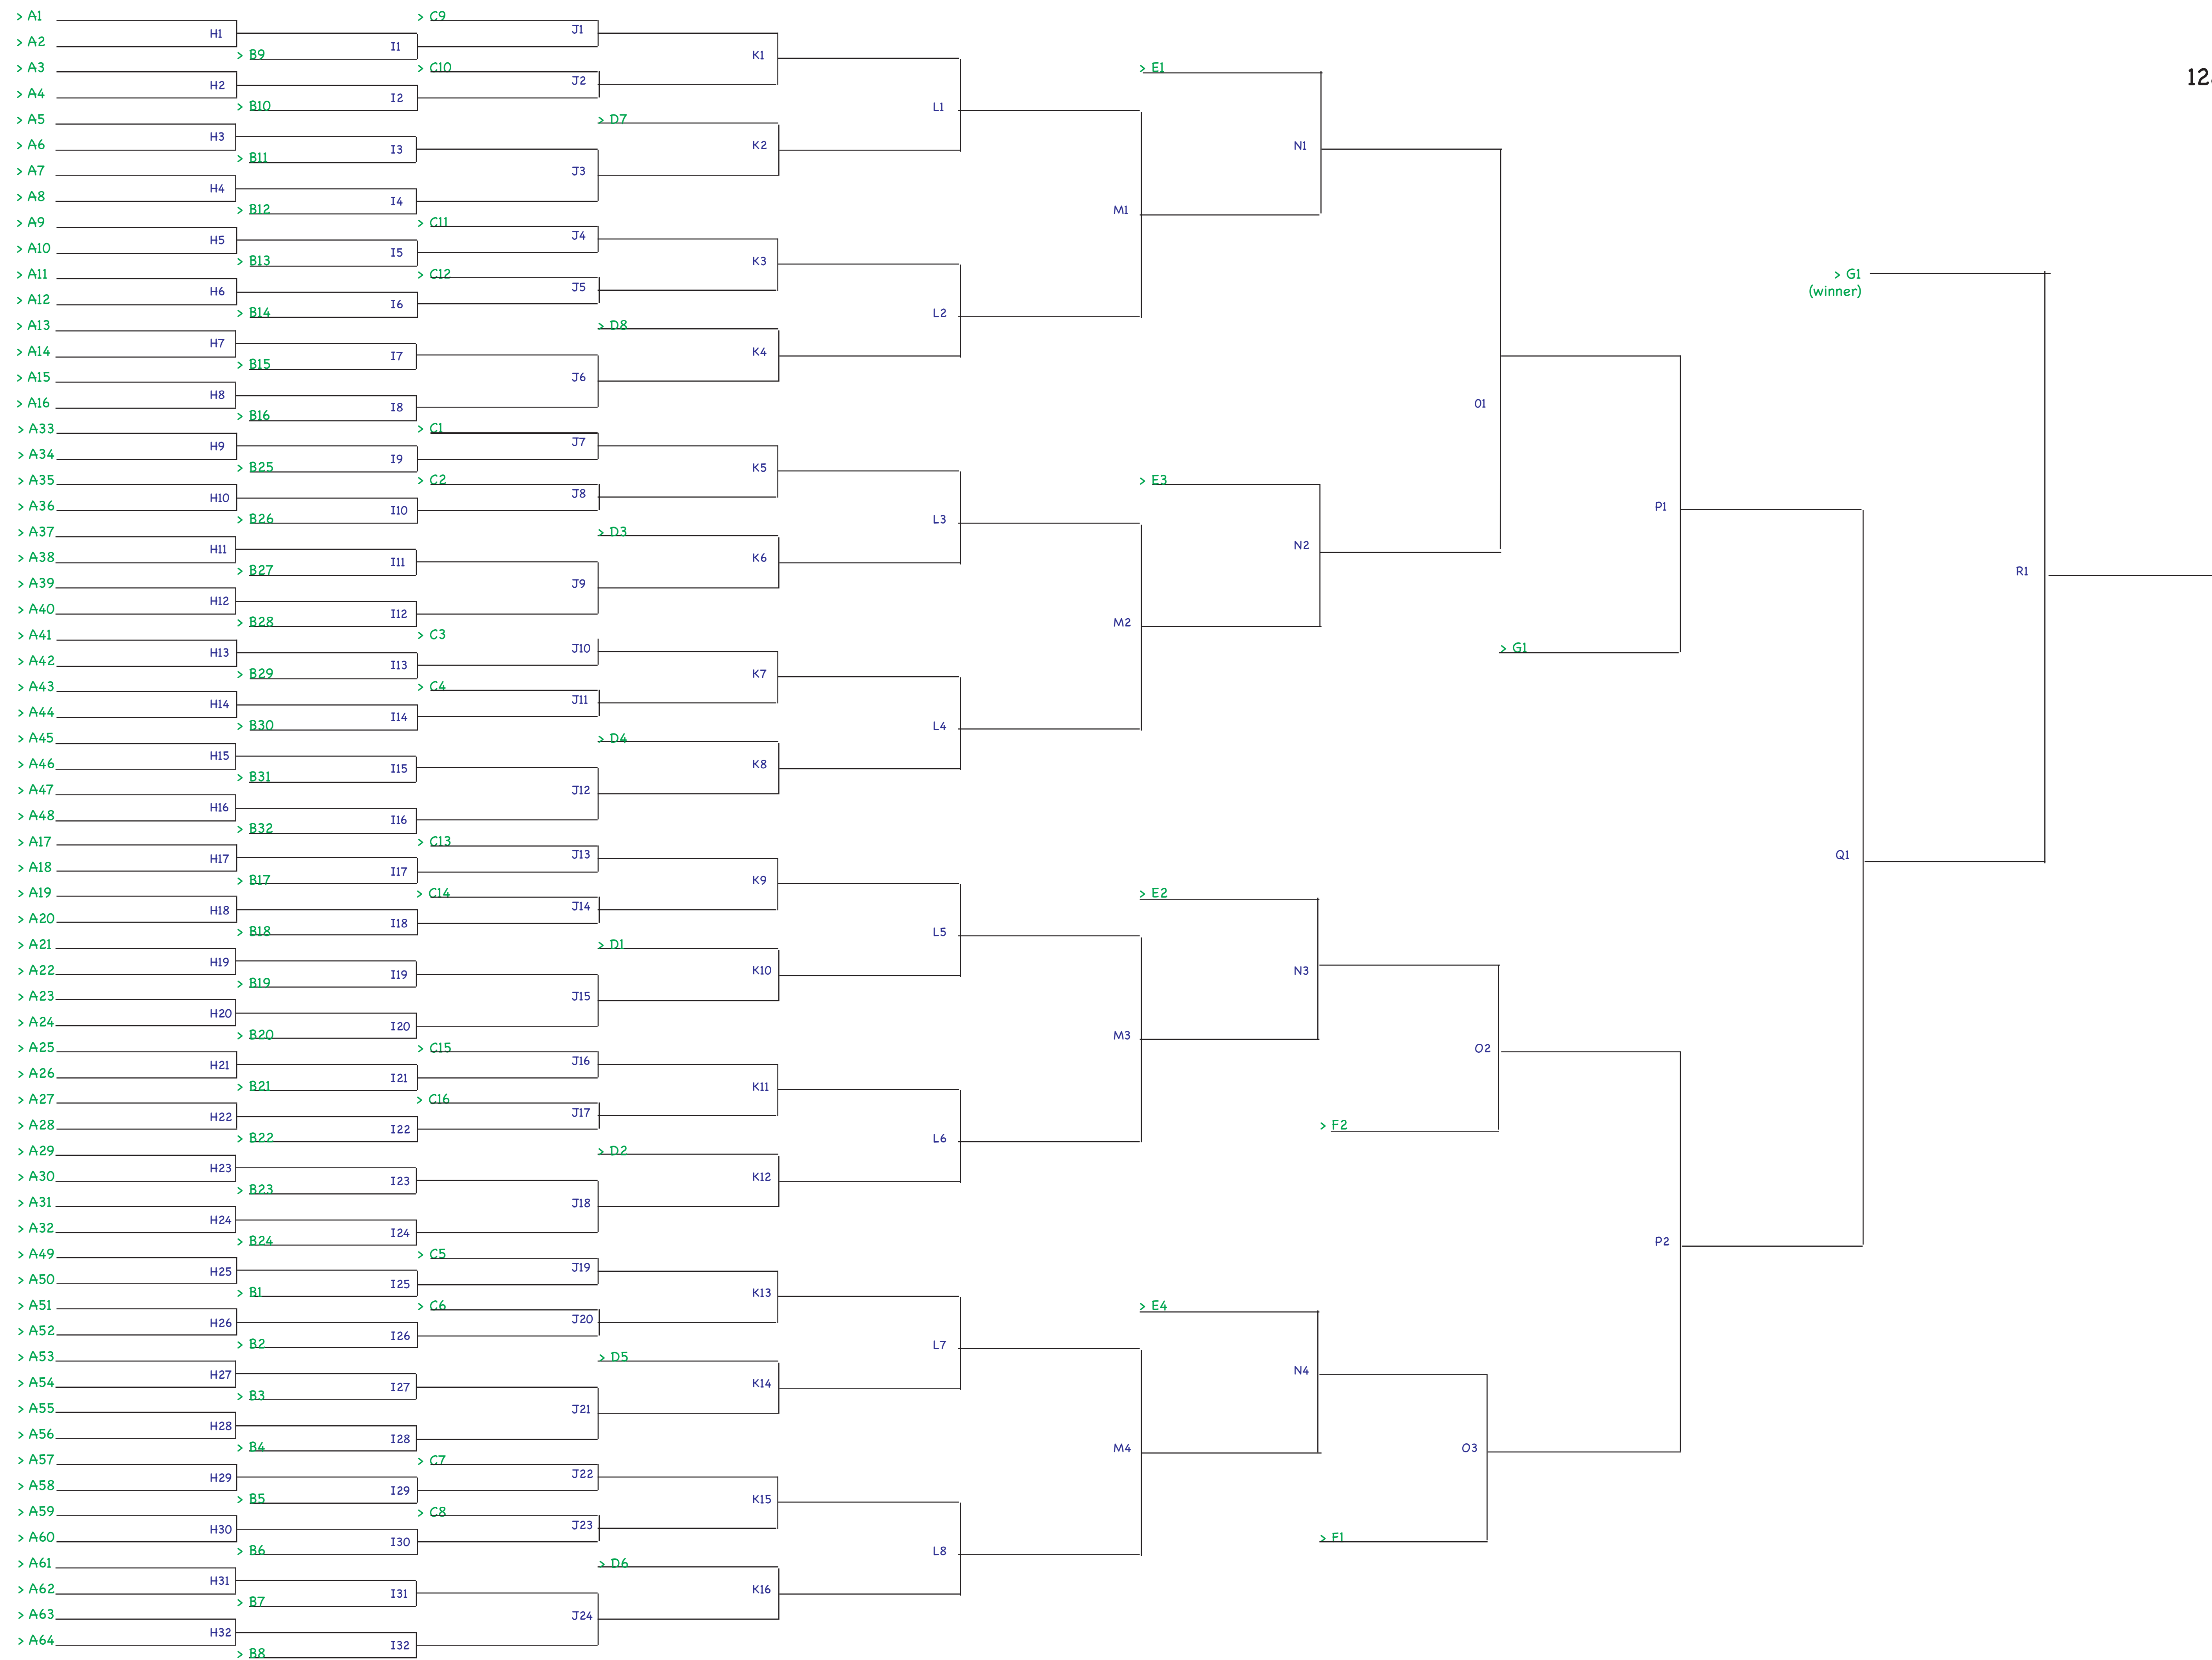 > A1
> A2
> A3
> A4
> A5
> A6
> A7
> A8
> A9
> A10
> A11
> A12
> A13
> A14
> A15
> A16
> A33
> A34
> A35
> A36
> A37
> A38
> A39
> A40
> A41
> A42
> A43
> A44
> A45
> A46
> A47
> A48
> A17
> A18
> A19
> A20
> A21
> A22
> A23
> A24
> A25
> A26
> A27
> A28
> A29
> A30
> A31
> A32
> A49
> A50
> A51
> A52
> A53
> A54
> A55
> A56
> A57
> A58
> A59
> A60
> A61
> A62
> A63
> A64
H1
H2
H3
H4
H5
H6
H7
H8
H9
H10
H11
H12
H13
H14
H15
H16
H17
H18
H19
H20
H21
H22
H23
H24
H25
H26
H27
H28
H29
H30
H31
H32
> B9
> B10
> B11
> B12
> B13
> B14
> B15
> B16
> B25
> B26
> B27
> B28
> B29
> B30
> B31
> B32
> B17
> B18
> B19
> B20
> B21
> B22
> B23
> B24
> B1
> B2
> B3
> B4
> B5
> B6
> B7
> B8
I1
I2
I3
I4
I5
I6
I7
I8
I9
I10
I11
I12
I13
I14
I15
I16
I17
I18
I19
I20
I21
I22
I23
I24
I25
I26
I27
I28
I29
I30
I31
I32
> C9
> C10
> C11
> C12
> C1
> C2
> C3
> C4
> C13
> C14
> C15
> C16
> C5
> C6
> C7
> C8
J1
J2
J3
J4
J5
J6
J7
J8
J9
J10
J11
J12
J13
J14
J15
J16
J17
J18
J19
J20
J21
J22
J23
J24
> D7
> D8
> D3
> D4
> D1
> D2
> D5
> D6
K1
K2
K3
K4
K5
K6
K7
K8
K9
K10
K11
K12
K13
K14
K15
K16
L1
L2
L3
L4
L5
L6
L7
L8
M1
M2
M3
M4
> E1
> E3
> E2
> E4
N1
N2
N3
N4
> F2
> F1
O1
O2
O3
> G1
P1
P2
> G1
(winner)
Q1
R1
12